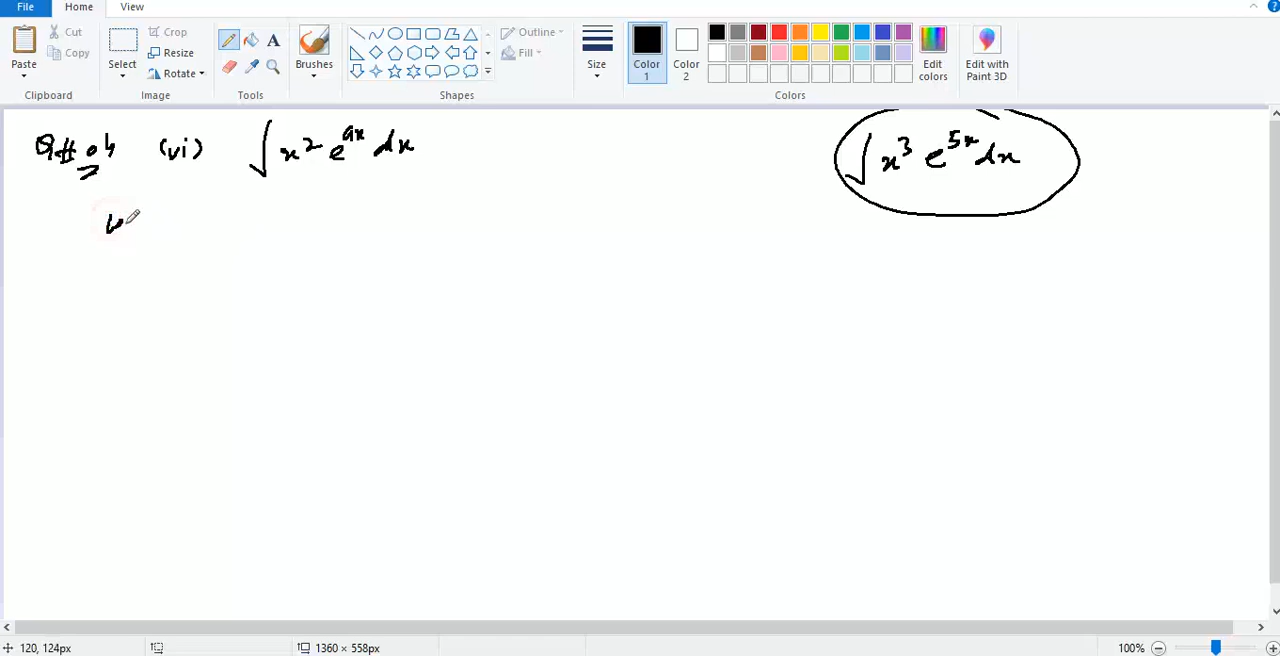 File Home View
Paste Cut Copy Select Crop Resize Rotate A Brushes Outline Fill Size Color 1 Color 2 Edit colors Edit with Paint 3D
Clipboard Image Tools Shapes Colors
Q#04 (vi) ∫x² e^{ax} dx ∫x³ e^{5x} dx
120, 124px 1360 × 558px 100%